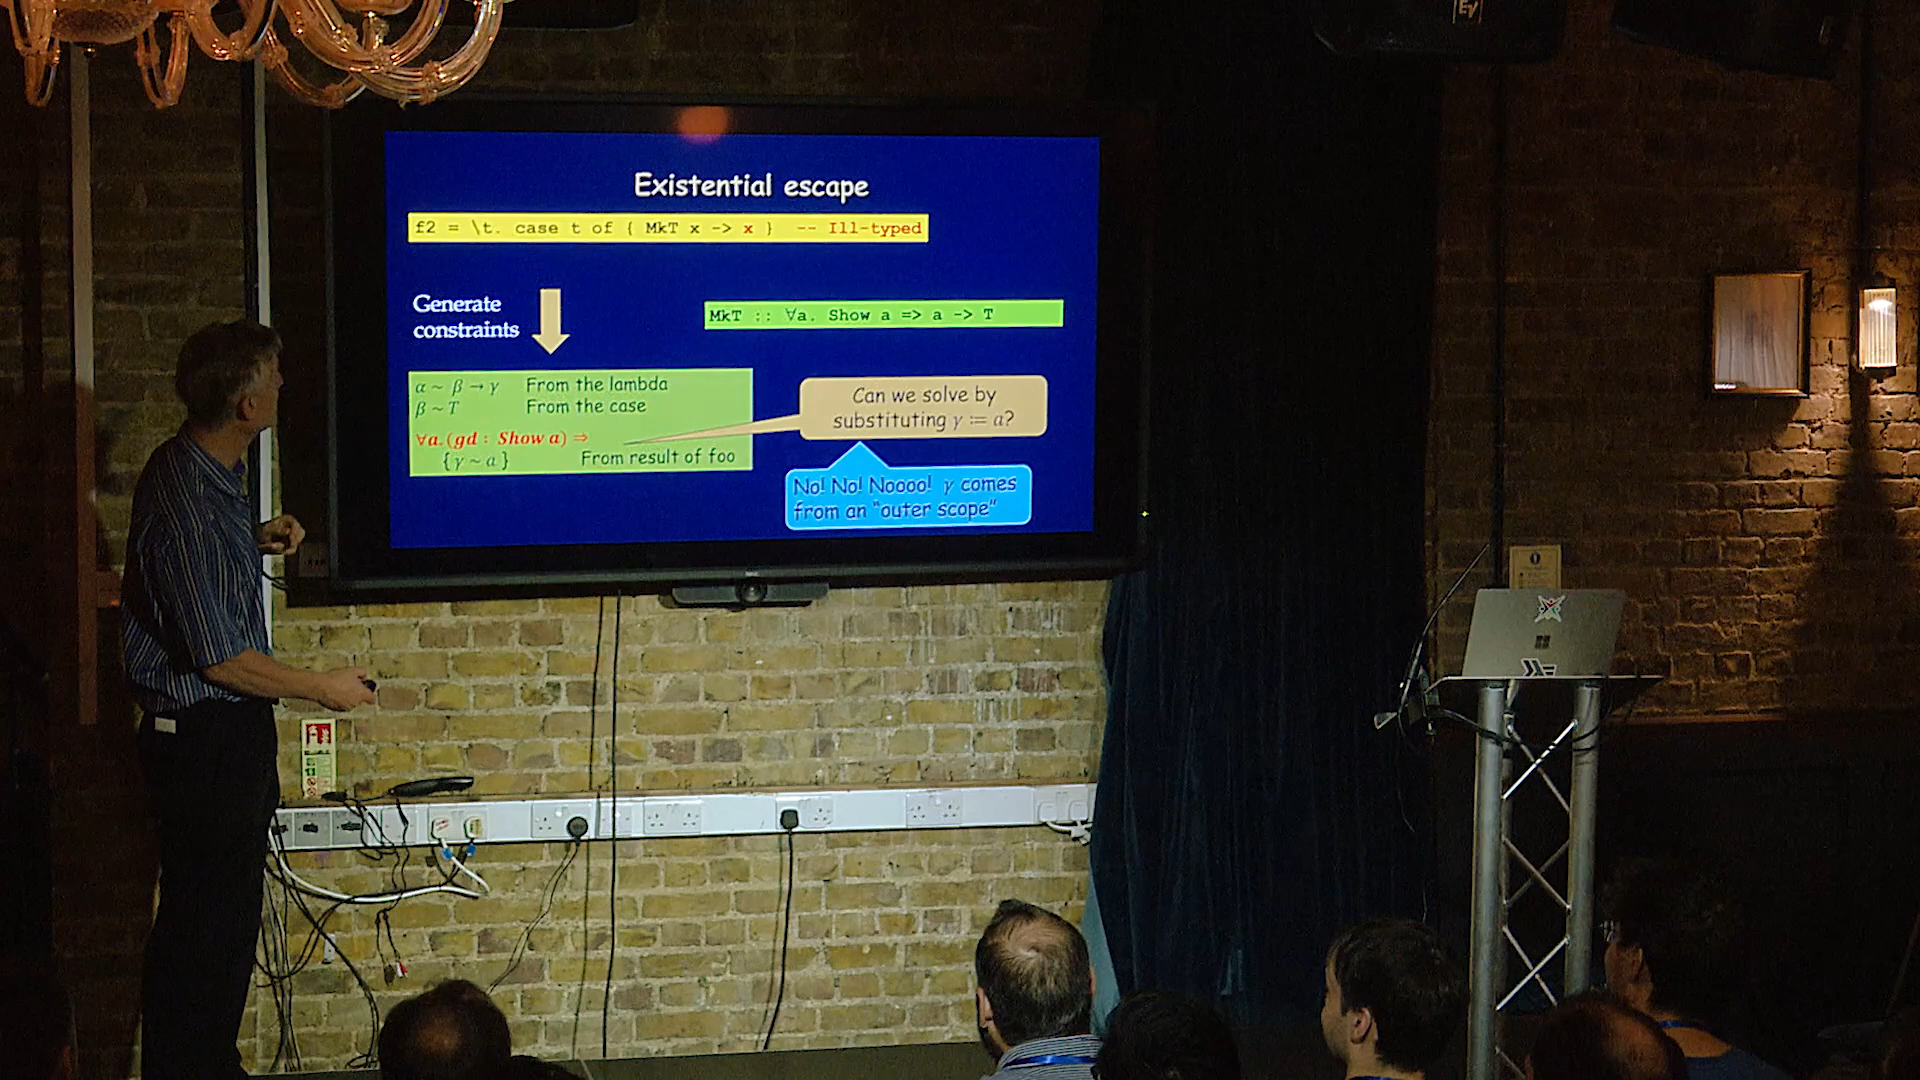 Existential escape
f2 = \t. case t of { MkT x -> x } -- Ill-typed
Generate
constraints
MkT :: ∀a. Show a => a -> T
α ~ β → γ From the lambda
β ~ T From the case
∀a.(gd : Show a) ⇒
{γ ~ a} From result of foo
Can we solve by
substituting γ := a?
No! No! Noooo! γ comes
from an "outer scope"
EV